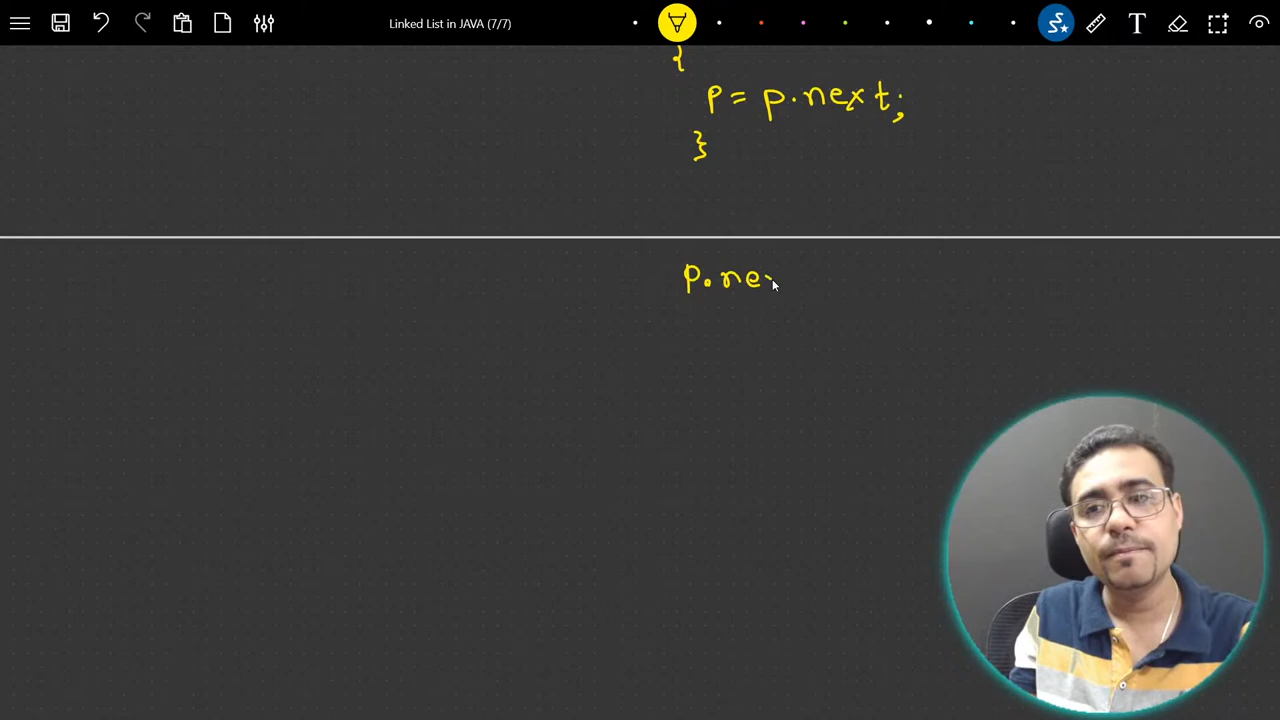 Linked List in JAVA (7/7)
T
{
p = p.next;
}
p.ne